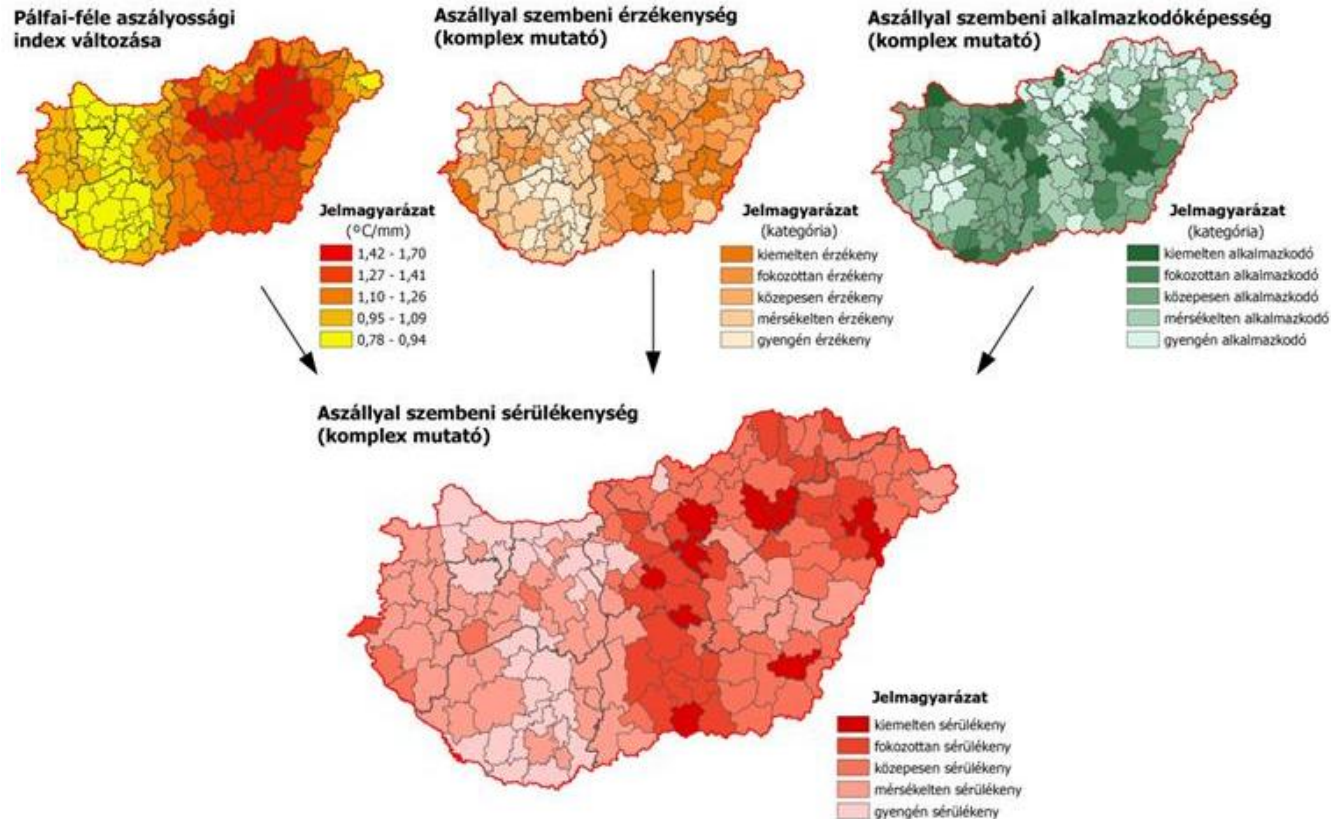 Pálfai-féle aszályossági
index változása
Jelmagyarázat
(ºC/mm)
1,42 - 1,70
1,27 - 1,41
1,10 - 1,26
0,95 - 1,09
0,78 - 0,94
Aszállyal szembeni érzékenység
(komplex mutató)
Jelmagyarázat
(kategória)
kiemelten érzékeny
fokozottan érzékeny
közepesen érzékeny
mérsékelten érzékeny
gyengén érzékeny
Aszállyal szembeni alkalmazkodóképesség
(komplex mutató)
Jelmagyarázat
(kategória)
kiemelten alkalmazkodó
fokozottan alkalmazkodó
közepesen alkalmazkodó
mérsékelten alkalmazkodó
gyengén alkalmazkodó
Aszállyal szembeni sérülékenység
(komplex mutató)
Jelmagyarázat
kiemelten sérülékeny
fokozottan sérülékeny
közepesen sérülékeny
mérsékelten sérülékeny
gyengén sérülékeny